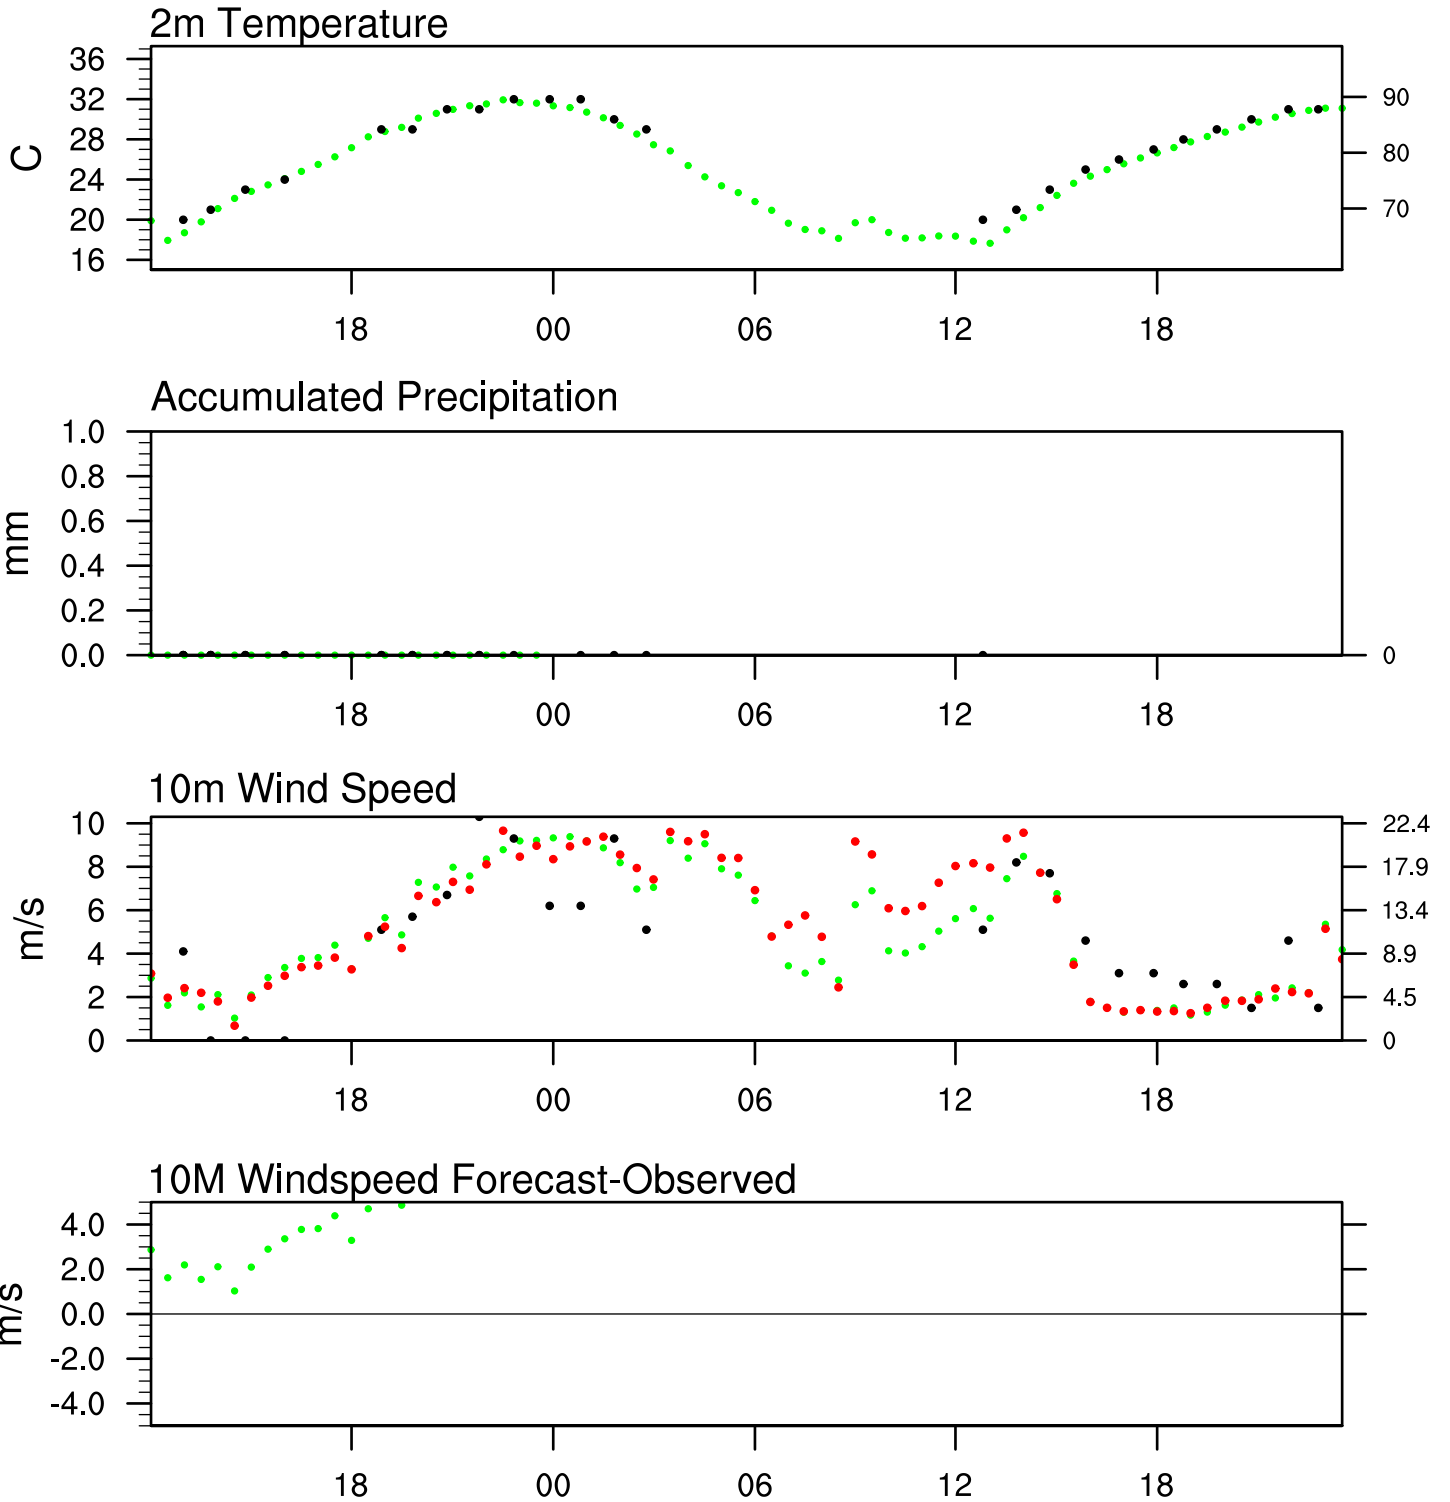 2m Temperature
36
32
28
24
20
16
C
90
80
70
18 00 06 12 18
Accumulated Precipitation
1.0
0.8
0.6
0.4
0.2
0.0
mm
0
18 00 06 12 18
10m Wind Speed
10
8
6
4
2
0
m/s
22.4
17.9
13.4
8.9
4.5
0
18 00 06 12 18
10M Windspeed Forecast-Observed
4.0
2.0
0.0
-2.0
-4.0
m/s
18 00 06 12 18